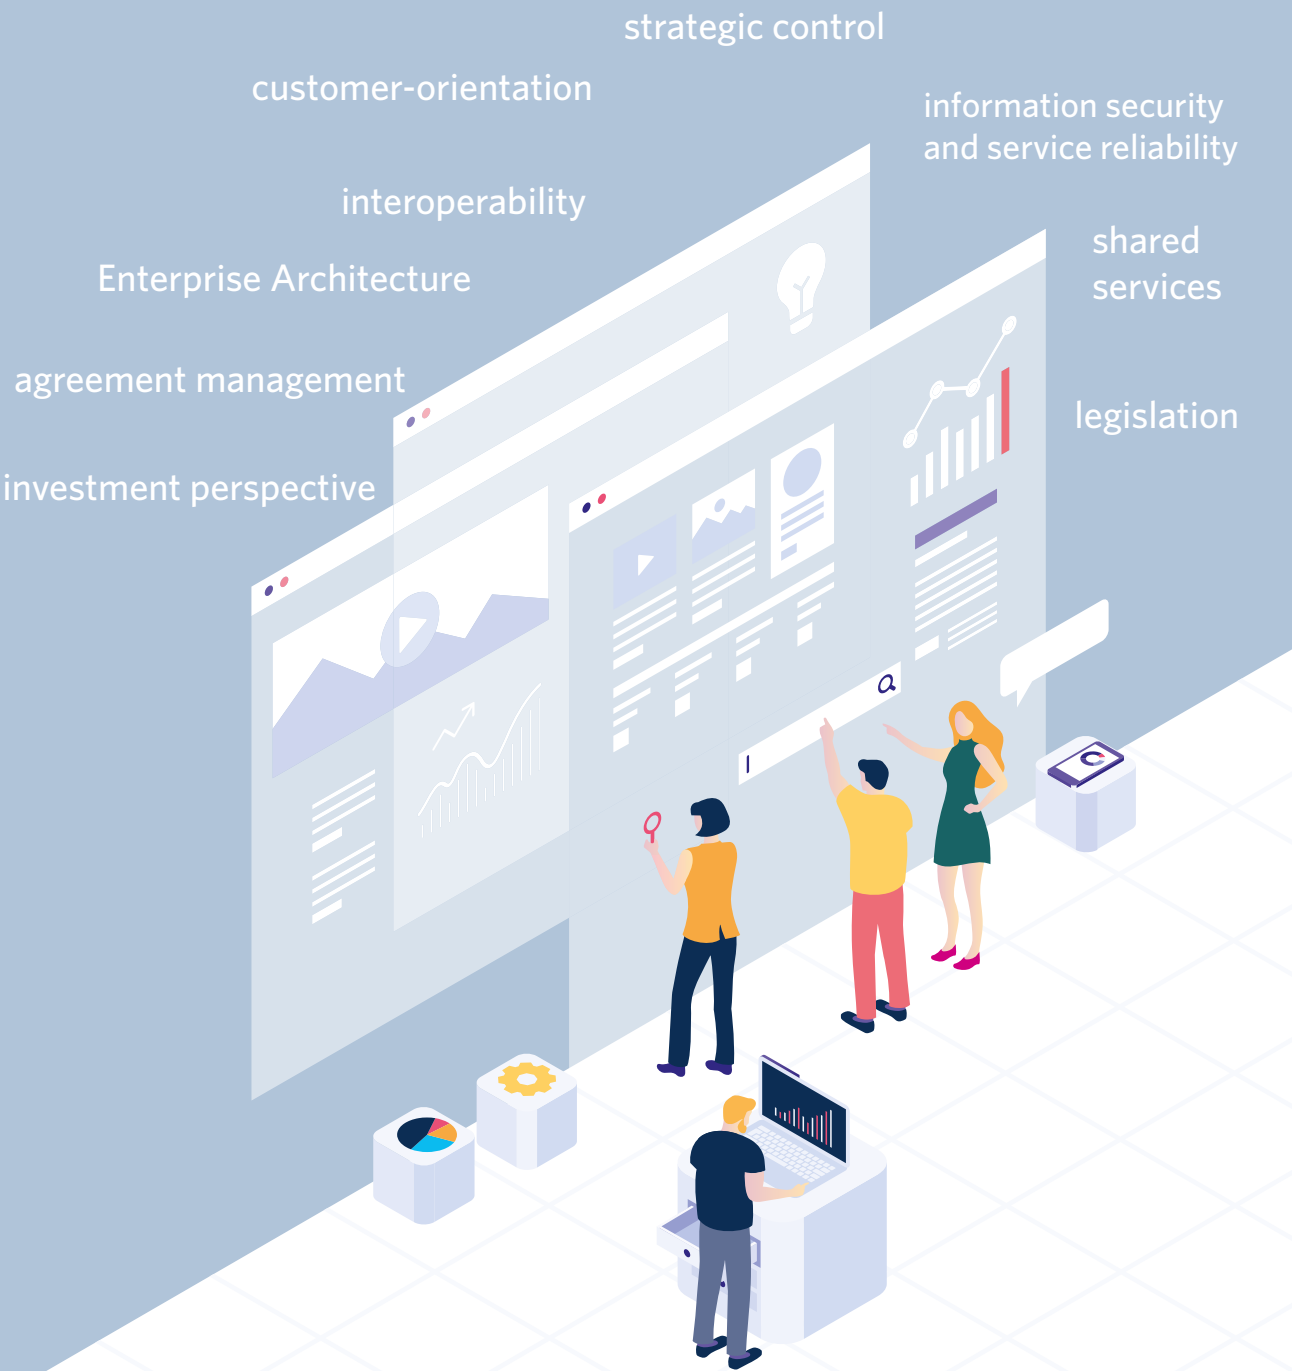 strategic control
customer-orientation
information security
and service reliability
interoperability
shared
services
Enterprise Architecture
agreement management
legislation
investment perspective